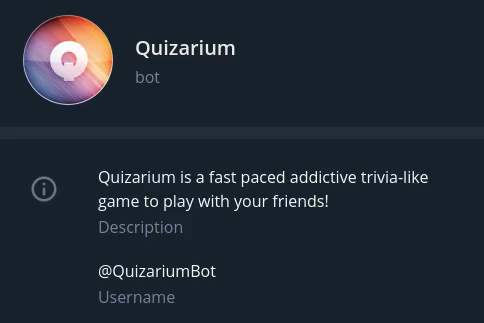 Quizarium
bot
Quizarium is a fast paced addictive trivia-like
game to play with your friends!
Description
@QuizariumBot
Username